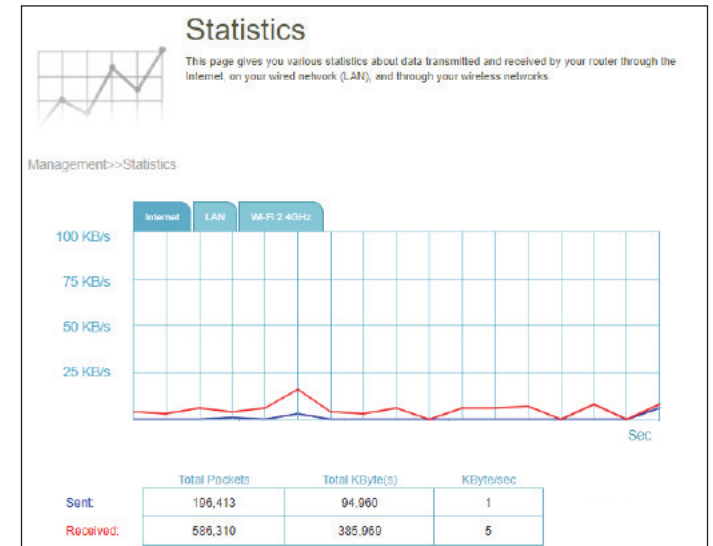 Statistics
This page gives you various statistics about data transmitted and received by your router through the
Internet, on your wired network (LAN), and through your wireless networks.
Management>>Statistics
Internet LAN Wi-Fi 2.4GHz
100 KB/s
75 KB/s
50 KB/s
25 KB/s
Sec
Total Packets Total KByte(s) KByte/sec
Sent: 196,413 94,960 1
Received: 586,310 385,969 5